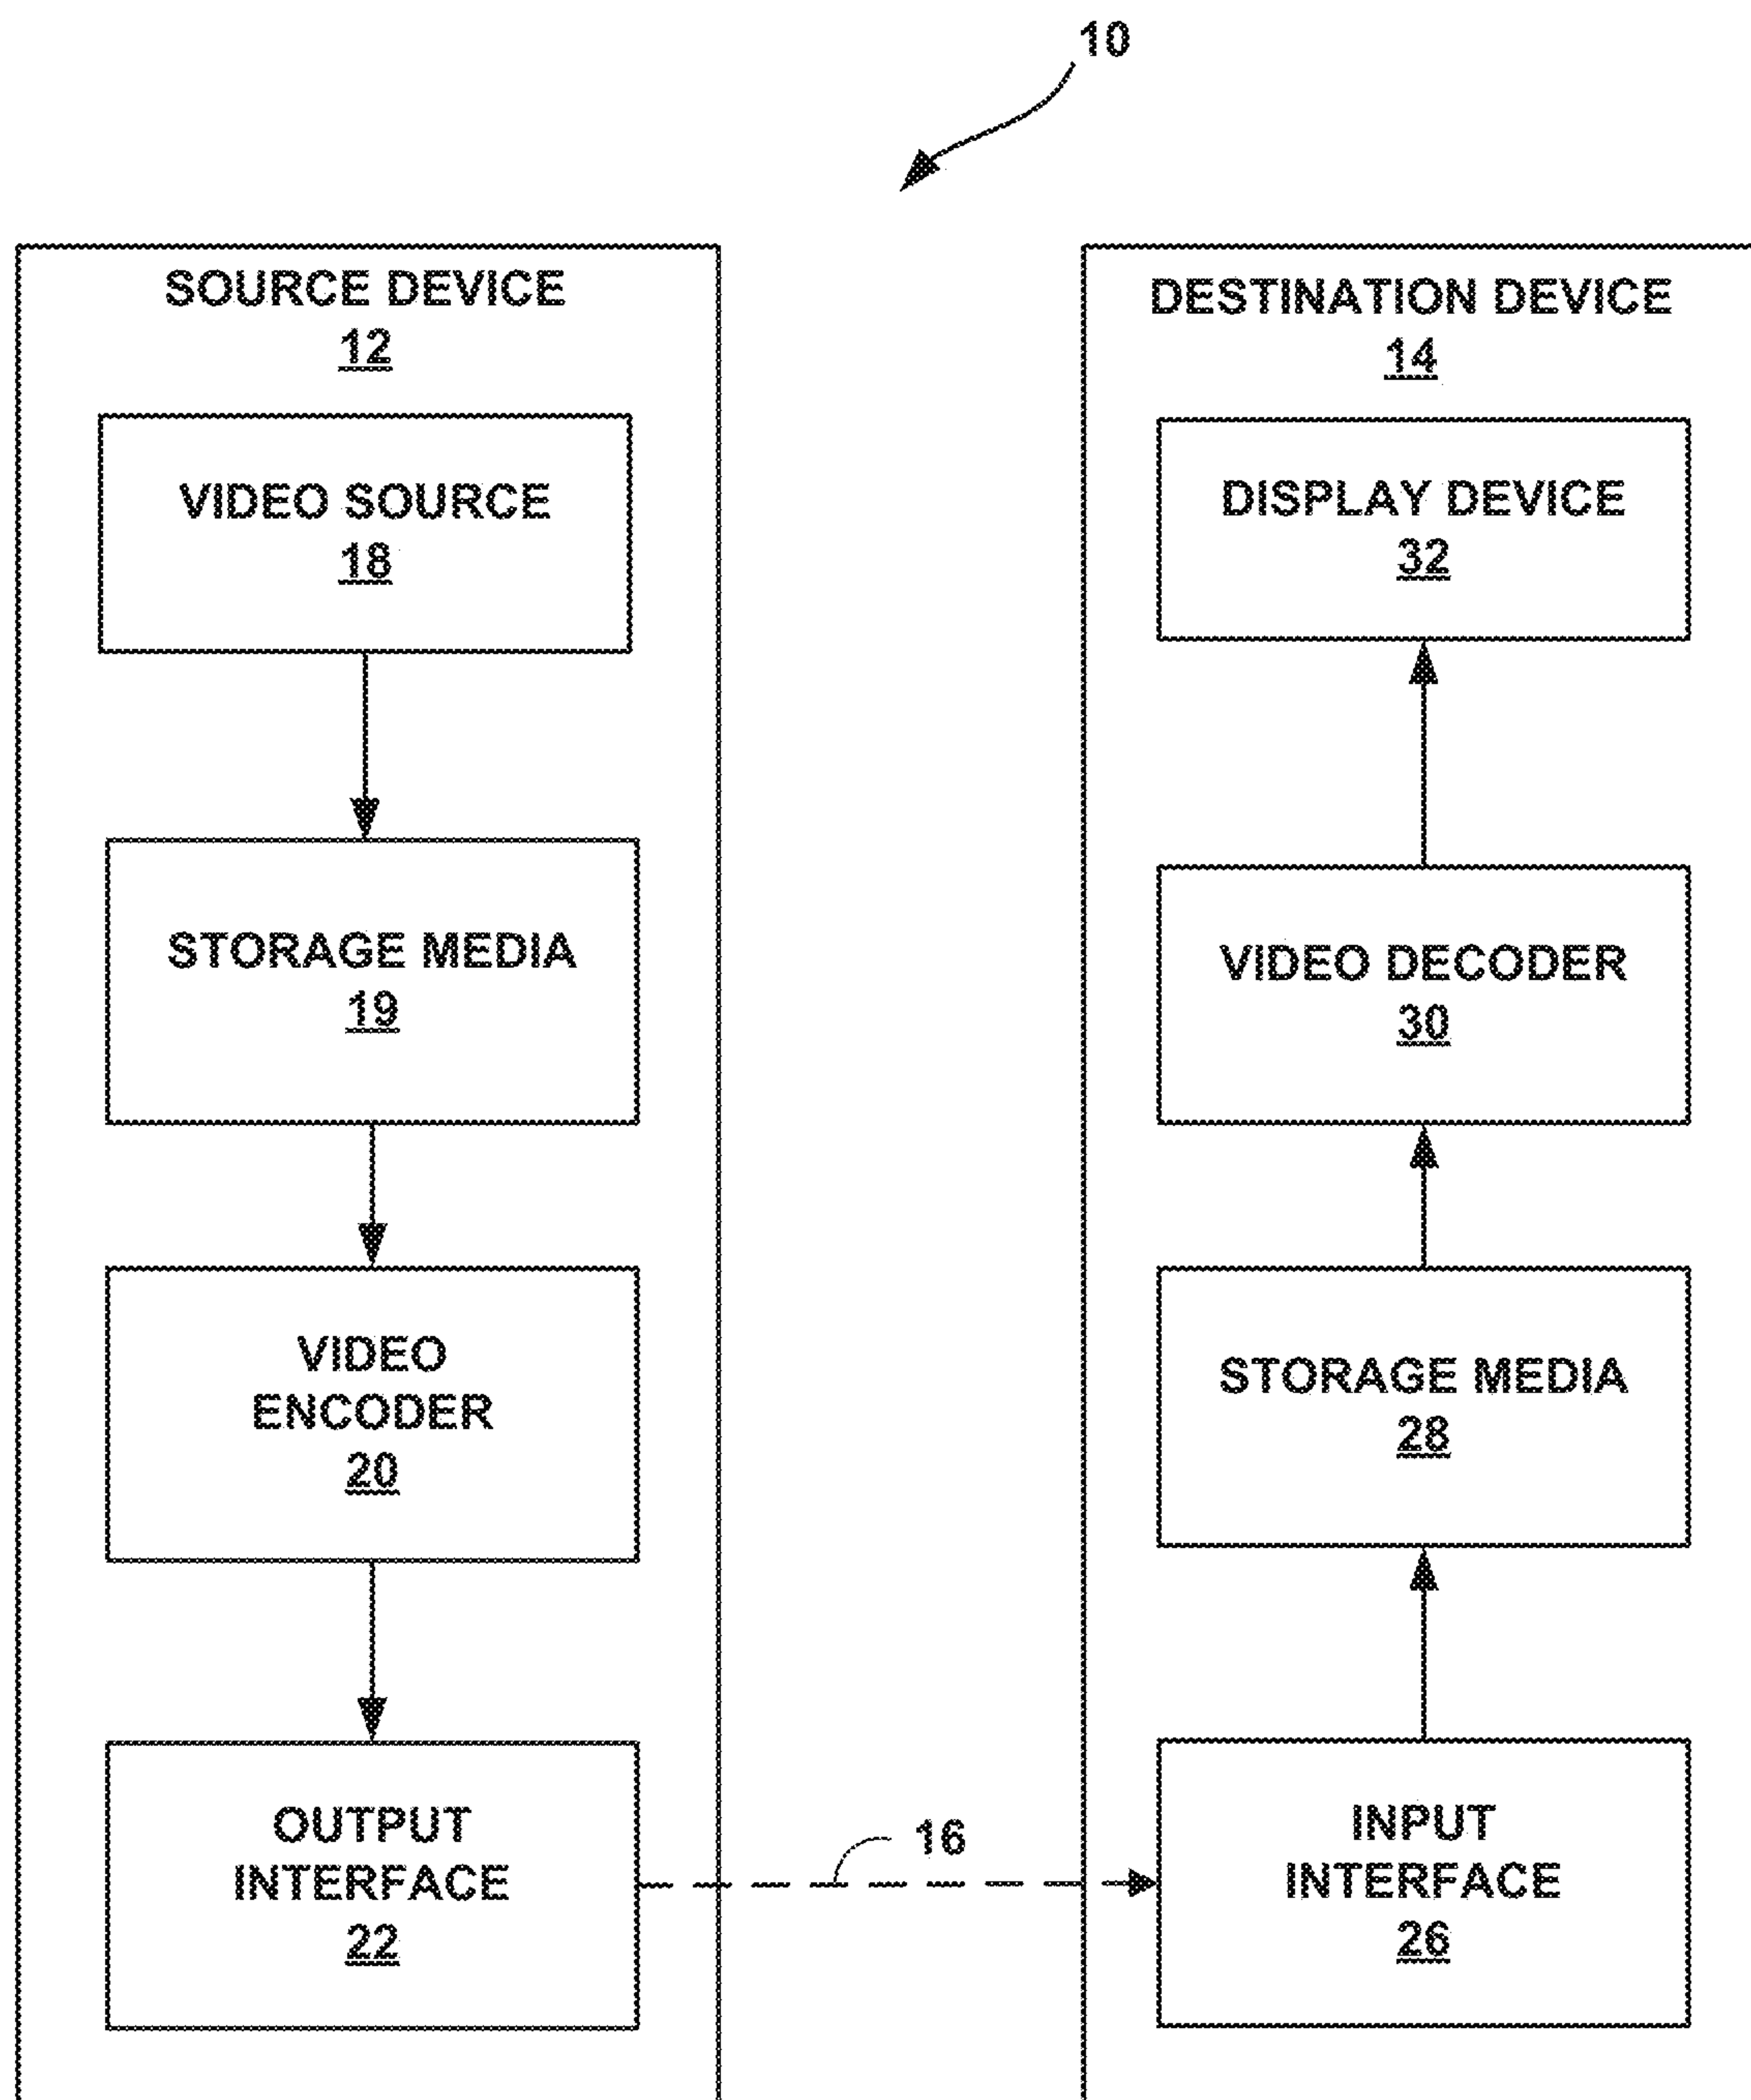 10
SOURCE DEVICE
12
VIDEO SOURCE
18
STORAGE MEDIA
19
VIDEO
ENCODER
20
OUTPUT
INTERFACE
22
16
DESTINATION DEVICE
14
DISPLAY DEVICE
32
VIDEO DECODER
30
STORAGE MEDIA
28
INPUT
INTERFACE
26